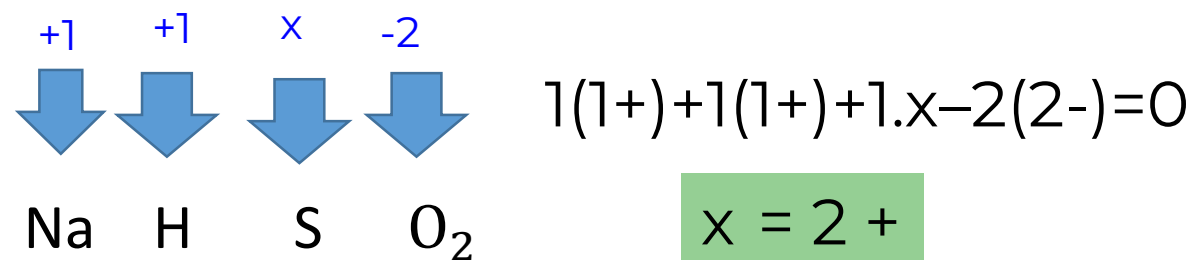 +1 +1 x -2
1(1+)+1(1+)+1.x–2(2-)=0
Na H S O₂
x = 2 +